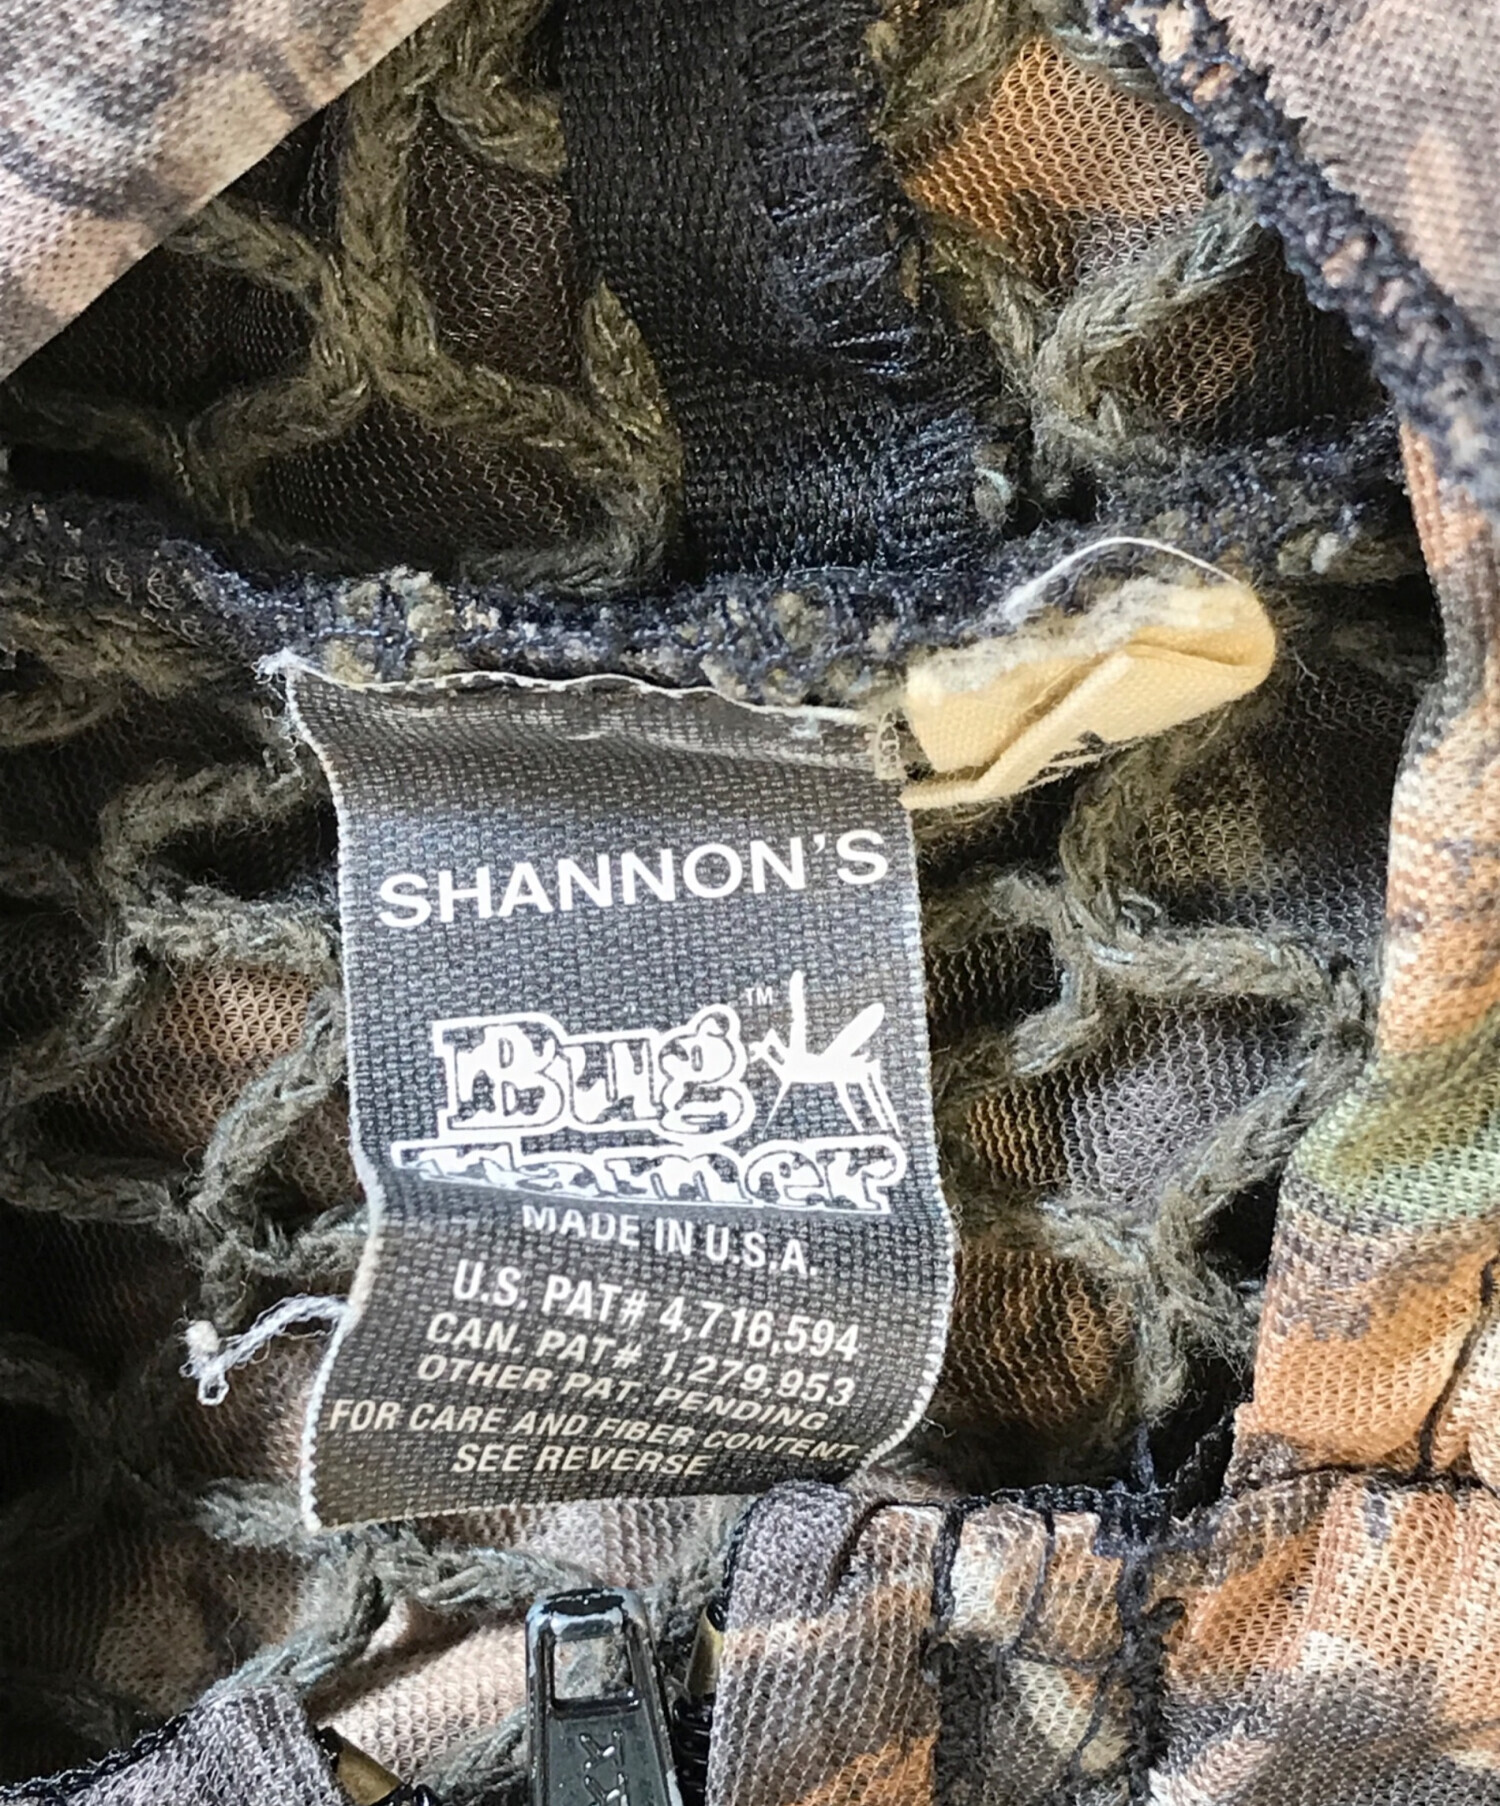 SHANNON'S
Bug™
Tamer
MADE IN U.S.A.
U.S. PAT# 4,716,594
CAN. PAT# 1,279,953
OTHER PAT. PENDING
FOR CARE AND FIBER CONTENT
SEE REVERSE